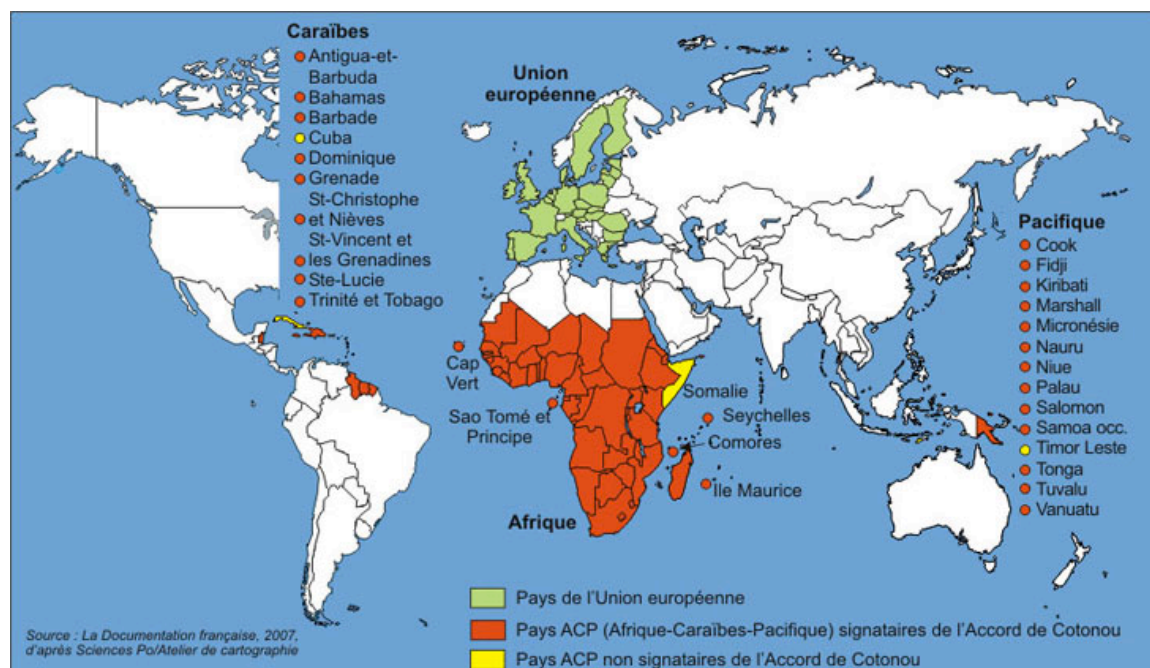 Caraïbes
Antigua-et-
Barbuda
Bahamas
Barbade
Cuba
Dominique
Grenade
St-Christophe
et Nièves
St-Vincent et
les Grenadines
Ste-Lucie
Trinité et Tobago
Union
européenne
Pacifique
Cook
Fidji
Kiribati
Marshall
Micronésie
Nauru
Niue
Palau
Salomon
Samoa occ.
Timor Leste
Tonga
Tuvalu
Vanuatu
Cap
Vert
Sao Tomé et
Principe
Somalie
Seychelles
Comores
Île Maurice
Afrique
Pays de l'Union européenne
Pays ACP (Afrique-Caraïbes-Pacifique) signataires de l'Accord de Cotonou
Pays ACP non signataires de l'Accord de Cotonou
Source : La Documentation française, 2007,
d'après Sciences Po/Atelier de cartographie